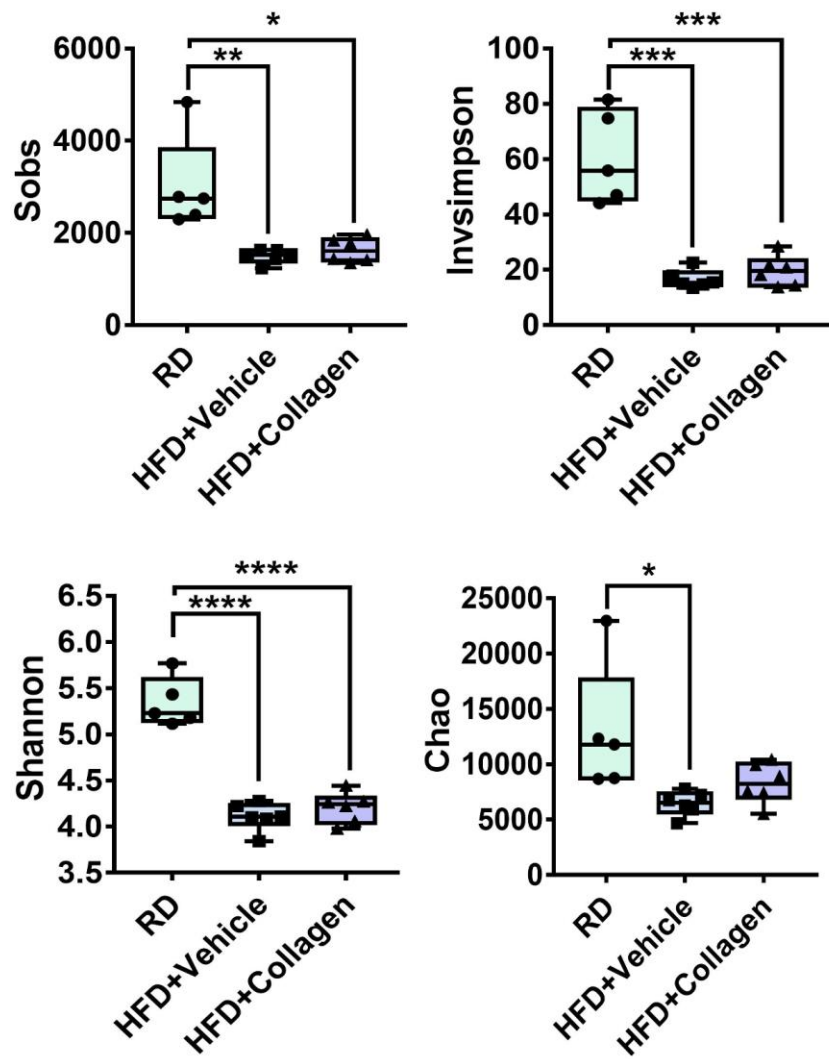 *
**
6000
4000
2000
0
Sobs
RD
HFD+Vehicle
HFD+Collagen
***
***
100
80
60
40
20
0
Invsimpson
RD
HFD+Vehicle
HFD+Collagen
****
****
6.5
6.0
5.5
5.0
4.5
4.0
3.5
Shannon
RD
HFD+Vehicle
HFD+Collagen
*
25000
20000
15000
10000
5000
0
Chao
RD
HFD+Vehicle
HFD+Collagen